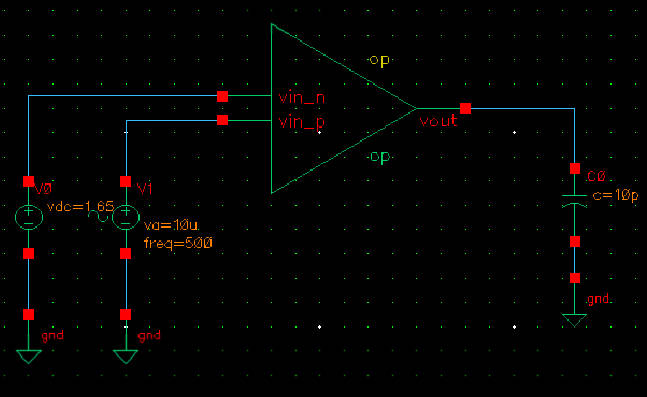 op
vin_n
vin_p
vout
op
V0
vdc=1.65
V1
va=10u
freq=500
C0
c=10p
gnd
gnd
gnd